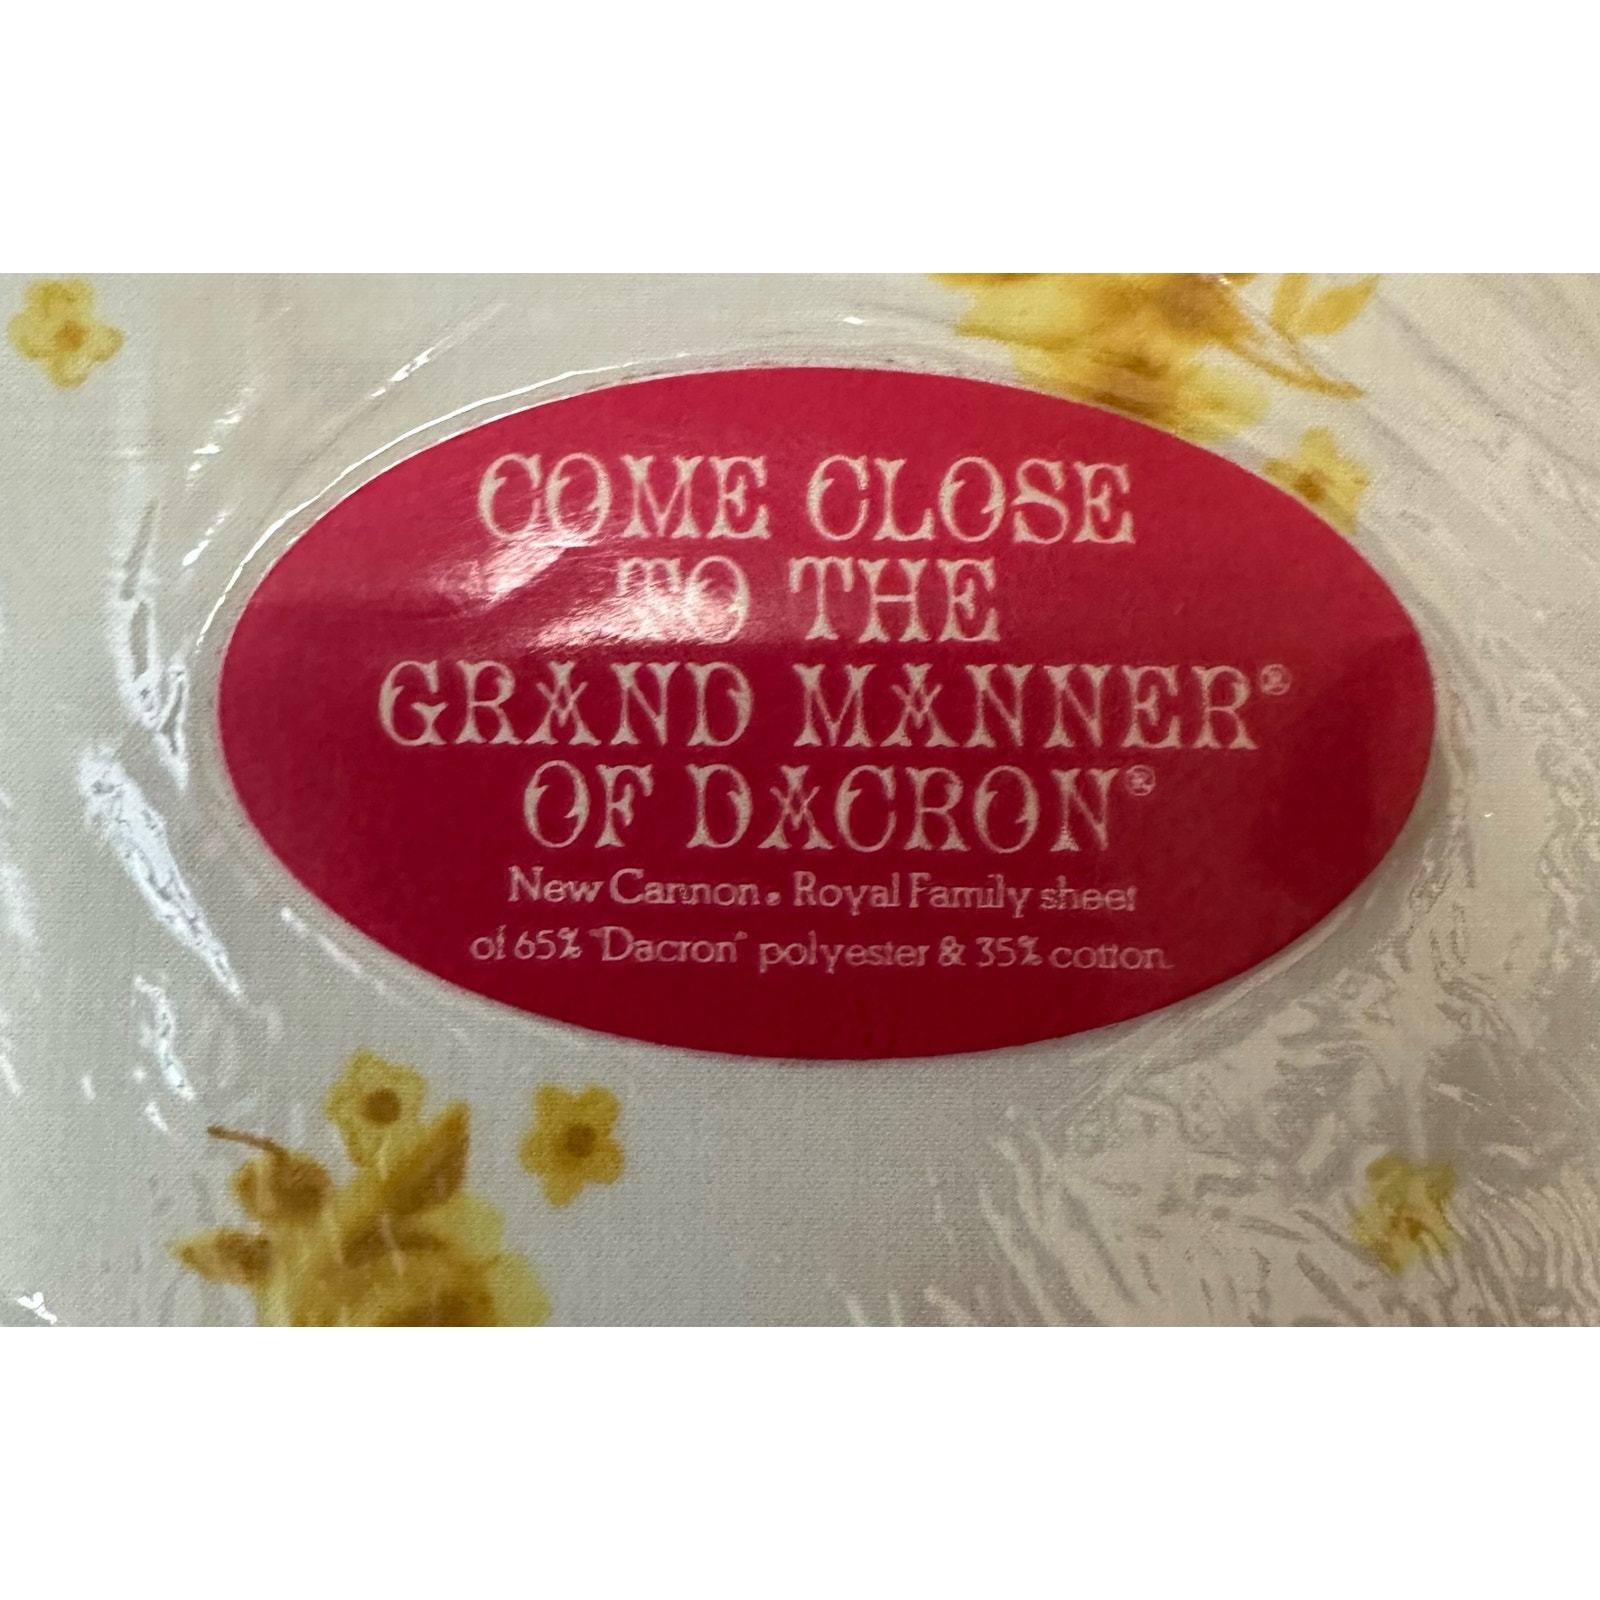 COME CLOSE
TO THE
GRAND MANNER®
OF DACRON®
New Cannon® Royal Family sheet
of 65% "Dacron" polyester & 35% cotton.